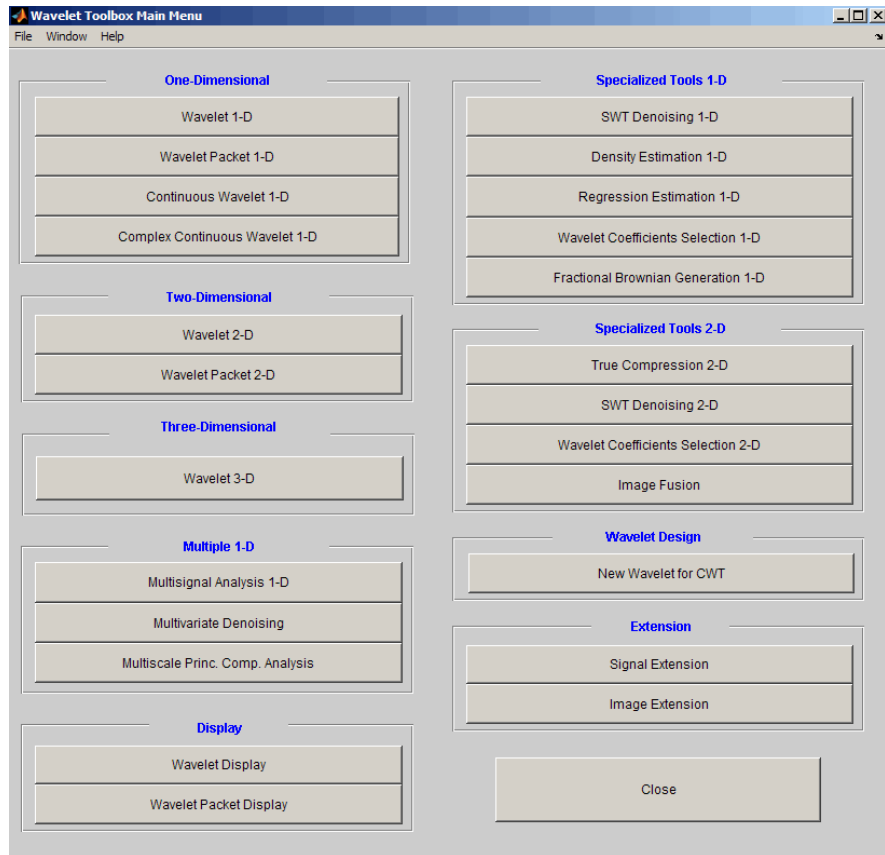 Wavelet Toolbox Main Menu
File Window Help
One-Dimensional
Wavelet 1-D
Wavelet Packet 1-D
Continuous Wavelet 1-D
Complex Continuous Wavelet 1-D
Two-Dimensional
Wavelet 2-D
Wavelet Packet 2-D
Three-Dimensional
Wavelet 3-D
Multiple 1-D
Multisignal Analysis 1-D
Multivariate Denoising
Multiscale Princ. Comp. Analysis
Display
Wavelet Display
Wavelet Packet Display
Specialized Tools 1-D
SWT Denoising 1-D
Density Estimation 1-D
Regression Estimation 1-D
Wavelet Coefficients Selection 1-D
Fractional Brownian Generation 1-D
Specialized Tools 2-D
True Compression 2-D
SWT Denoising 2-D
Wavelet Coefficients Selection 2-D
Image Fusion
Wavelet Design
New Wavelet for CWT
Extension
Signal Extension
Image Extension
Close